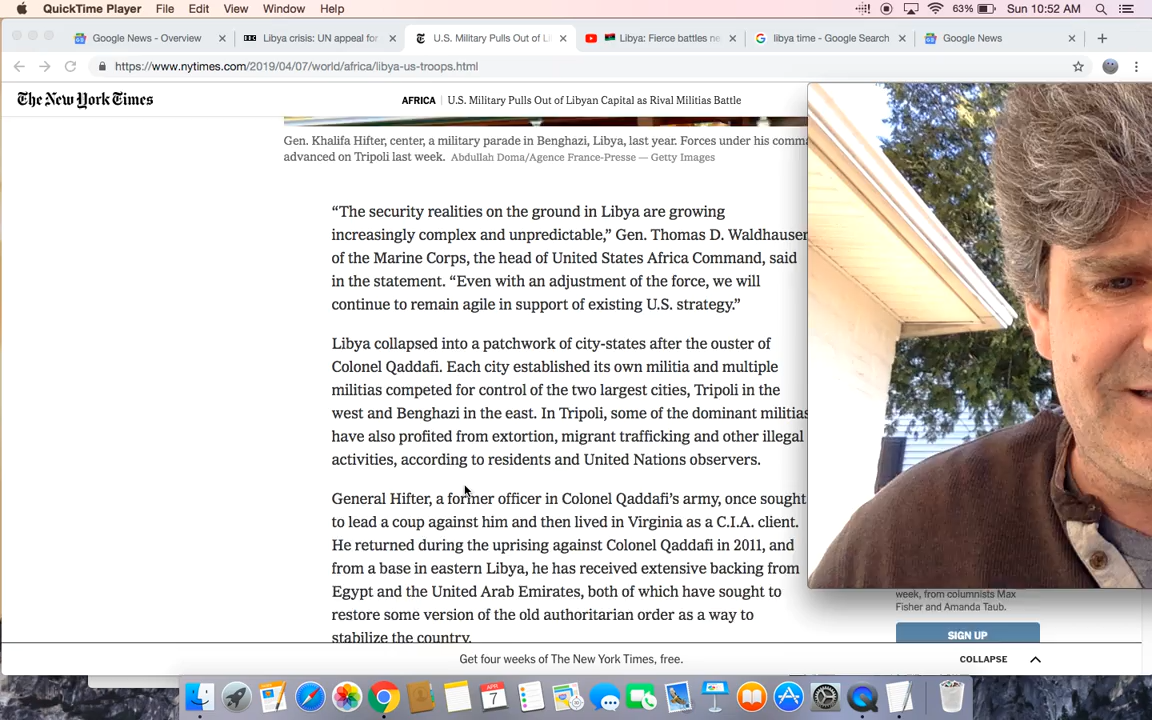 QuickTime Player File Edit View Window Help
63% Sun 10:52 AM
Google News - Overview
Libya crisis: UN appeal for
U.S. Military Pulls Out of Li
Libya: Fierce battles ne
libya time - Google Search
Google News
https://www.nytimes.com/2019/04/07/world/africa/libya-us-troops.html
The New York Times
AFRICA | U.S. Military Pulls Out of Libyan Capital as Rival Militias Battle
Gen. Khalifa Hifter, center, a military parade in Benghazi, Libya, last year. Forces under his comma
advanced on Tripoli last week. Abdullah Doma/Agence France-Presse — Getty Images
“The security realities on the ground in Libya are growing
increasingly complex and unpredictable,” Gen. Thomas D. Waldhauser
of the Marine Corps, the head of United States Africa Command, said
in the statement. “Even with an adjustment of the force, we will
continue to remain agile in support of existing U.S. strategy.”
Libya collapsed into a patchwork of city-states after the ouster of
Colonel Qaddafi. Each city established its own militia and multiple
militias competed for control of the two largest cities, Tripoli in the
west and Benghazi in the east. In Tripoli, some of the dominant militias
have also profited from extortion, migrant trafficking and other illegal
activities, according to residents and United Nations observers.
General Hifter, a former officer in Colonel Qaddafi’s army, once sought
to lead a coup against him and then lived in Virginia as a C.I.A. client.
He returned during the uprising against Colonel Qaddafi in 2011, and
from a base in eastern Libya, he has received extensive backing from
Egypt and the United Arab Emirates, both of which have sought to
restore some version of the old authoritarian order as a way to
stabilize the country.
week, from columnists Max
Fisher and Amanda Taub.
SIGN UP
Get four weeks of The New York Times, free.
COLLAPSE
APR
7